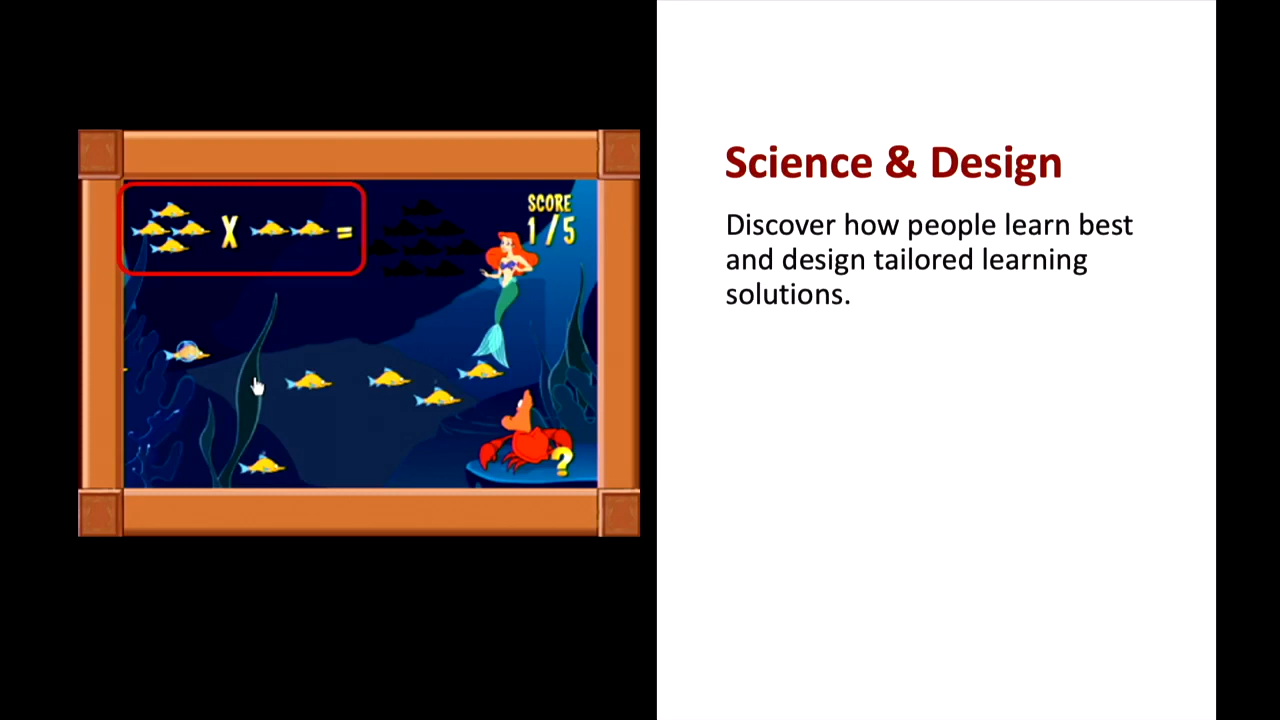 X
=
SCORE
1/5
?
Science & Design
Discover how people learn best
and design tailored learning
solutions.